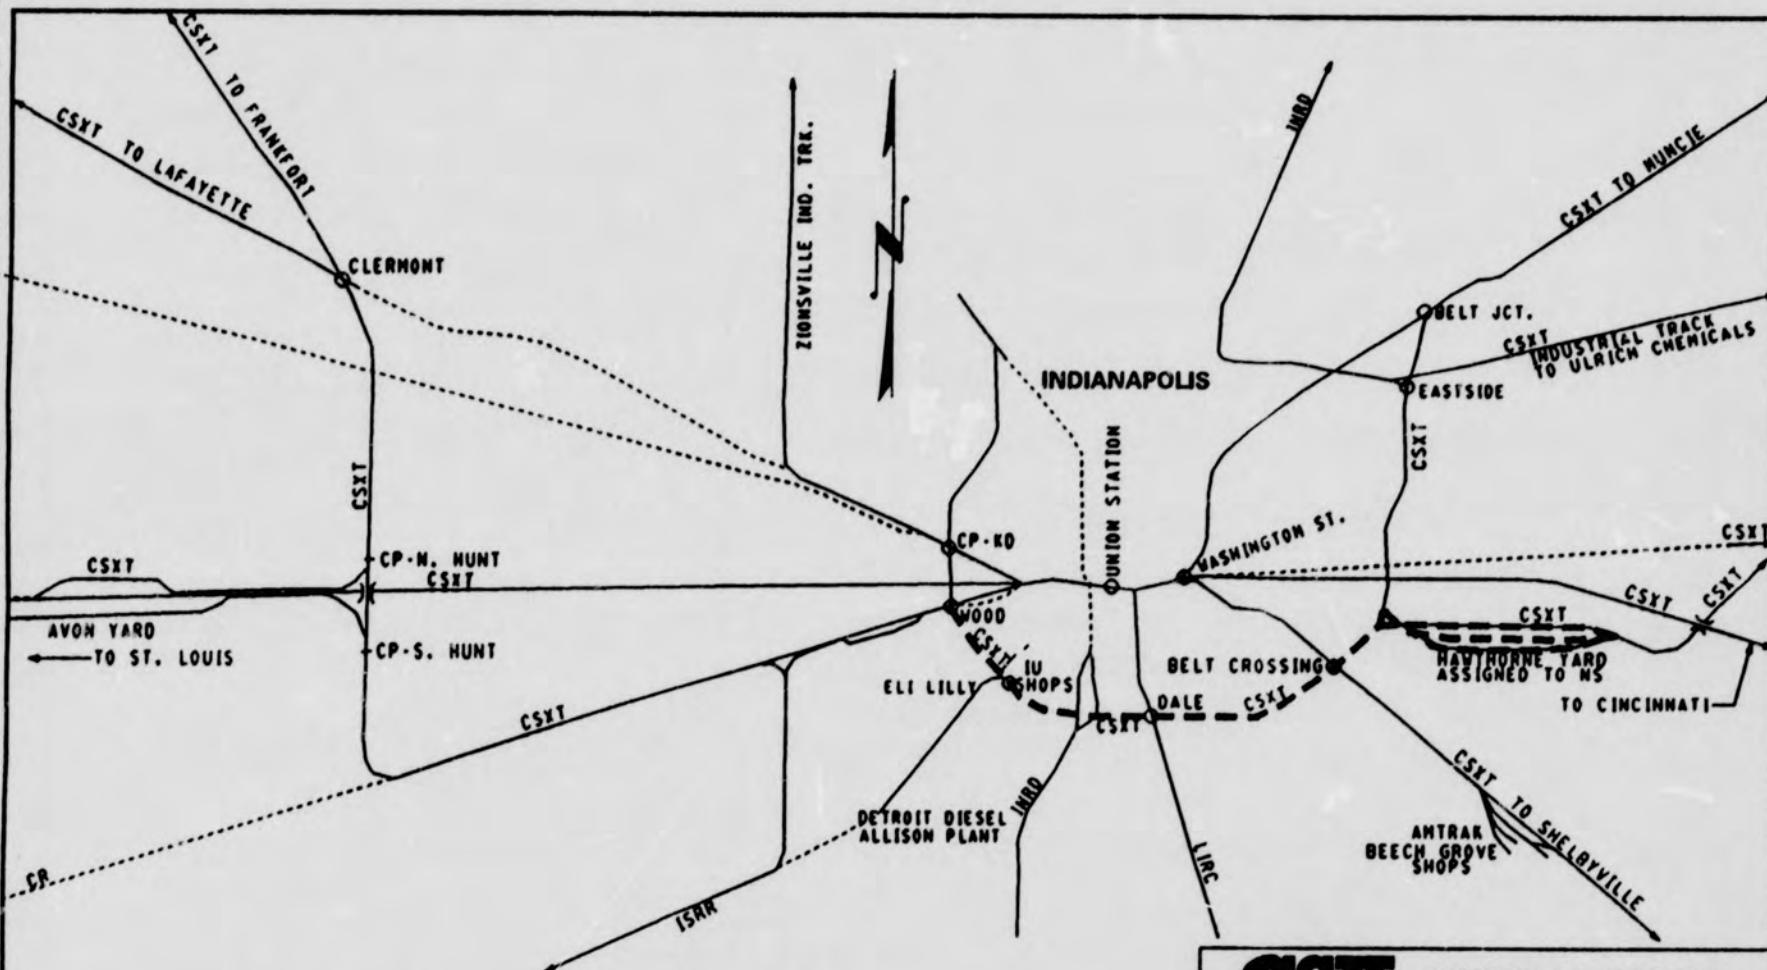 CSXT TO FRANKFORT
CSXT TO LAFAYETTE
CLERMONT
ZIONSVILLE IND. TRK.
N
INRD
CSXT TO MUNCIE
BELT JCT.
CSXT
INDUSTRIAL TRACK
TO ULRICH CHEMICALS
INDIANAPOLIS
EASTSIDE
CSXT
CSXT
UNION STATION
CP-KD
WASHINGTON ST.
CSXT
CP-N. HUNT
CSXT
CSXT
CSXT
CSXT
CSXT
WOOD
AVON YARD
TO ST. LOUIS
CP-S. HUNT
CSXT
IU
SHOPS
ELI LILLY
BELT CROSSING
HAWTHORNE YARD
ASSIGNED TO NS
TO CINCINNATI
DALE
CSXT
CSXT
CSXT
INRD
DETROIT DIESEL
ALLISON PLANT
CSXT TO SHELBYVILLE
AMTRAK
BEECH GROVE
SHOPS
LIRC
CR
ISRR